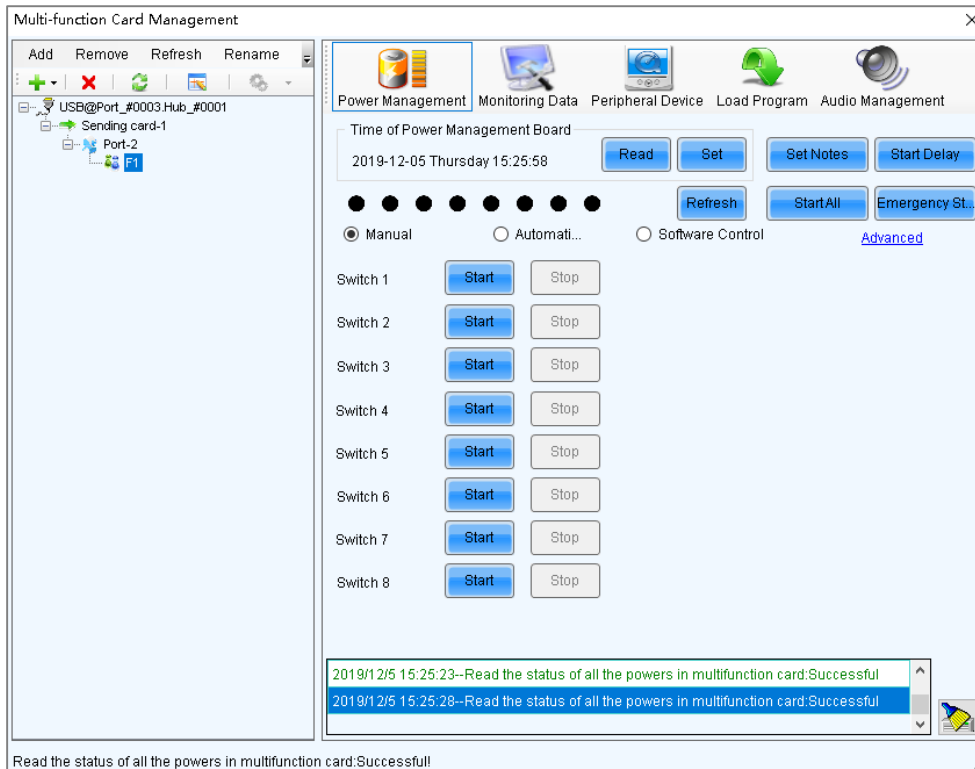 Multi-function Card Management
Add Remove Refresh Rename
USB@Port_#0003.Hub_#0001
Sending card-1
Port-2
F1
Power Management Monitoring Data Peripheral Device Load Program Audio Management
Time of Power Management Board
2019-12-05 Thursday 15:25:58 Read Set Set Notes Start Delay
Refresh Start All Emergency St...
Manual Automati... Software Control Advanced
Switch 1 Start Stop
Switch 2 Start Stop
Switch 3 Start Stop
Switch 4 Start Stop
Switch 5 Start Stop
Switch 6 Start Stop
Switch 7 Start Stop
Switch 8 Start Stop
2019/12/5 15:25:23--Read the status of all the powers in multifunction card:Successful
2019/12/5 15:25:28--Read the status of all the powers in multifunction card:Successful
Read the status of all the powers in multifunction card:Successful!